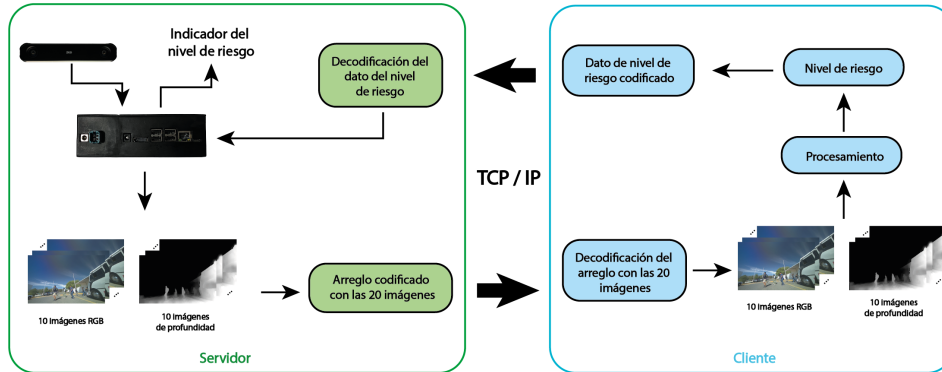 Indicador del
nivel de riesgo
Decodificación del
dato del nivel
de riesgo
10 imágenes RGB
10 imágenes
de profundidad
Arreglo codificado
con las 20 imágenes
Servidor
TCP / IP
Dato de nivel de
riesgo codificado
Nivel de riesgo
Procesamiento
Decodificación del
arreglo con las 20
imágenes
10 imágenes RGB
10 imágenes
de profundidad
Cliente